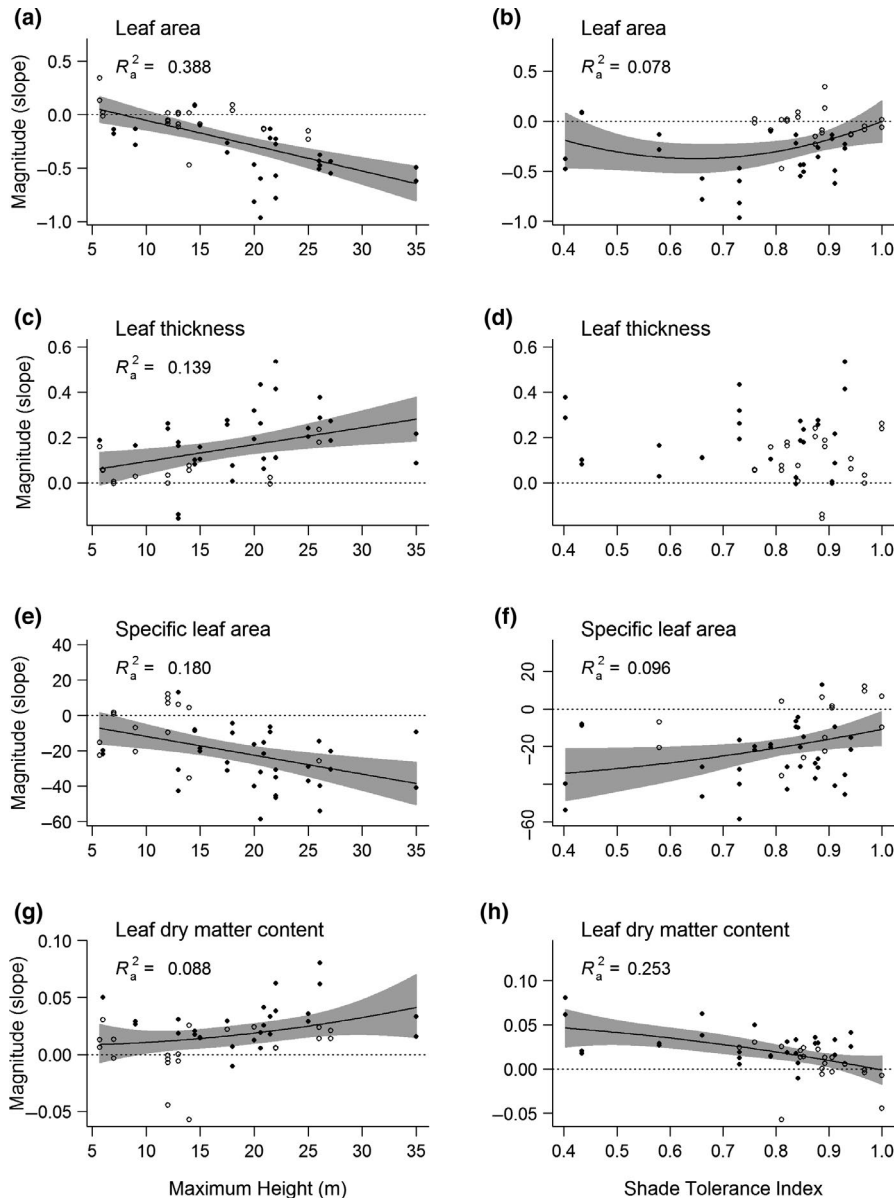 (a)
Leaf area
R²ₐ = 0.388
Magnitude (slope)
0.5
0.0
–0.5
–1.0
5 10 15 20 25 30 35
(b)
Leaf area
R²ₐ = 0.078
0.5
0.0
–0.5
–1.0
0.4 0.5 0.6 0.7 0.8 0.9 1.0
(c)
Leaf thickness
R²ₐ = 0.139
Magnitude (slope)
0.6
0.4
0.2
0.0
5 10 15 20 25 30 35
(d)
Leaf thickness
0.6
0.4
0.2
0.0
0.4 0.5 0.6 0.7 0.8 0.9 1.0
(e)
Specific leaf area
R²ₐ = 0.180
Magnitude (slope)
40
20
0
–20
–40
–60
5 10 15 20 25 30 35
(f)
Specific leaf area
R²ₐ = 0.096
20
0
–20
–60
0.4 0.5 0.6 0.7 0.8 0.9 1.0
(g)
Leaf dry matter content
R²ₐ = 0.088
Magnitude (slope)
0.10
0.05
0.00
–0.05
5 10 15 20 25 30 35
Maximum Height (m)
(h)
Leaf dry matter content
R²ₐ = 0.253
0.10
0.05
0.00
–0.05
0.4 0.5 0.6 0.7 0.8 0.9 1.0
Shade Tolerance Index